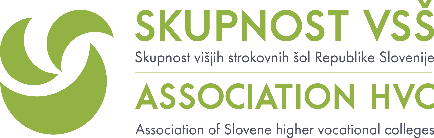 SKUPNOST VSŠ
Skupnost višjih strokovnih šol Republike Slovenije
ASSOCIATION HVC
Association of Slovene higher vocational colleges